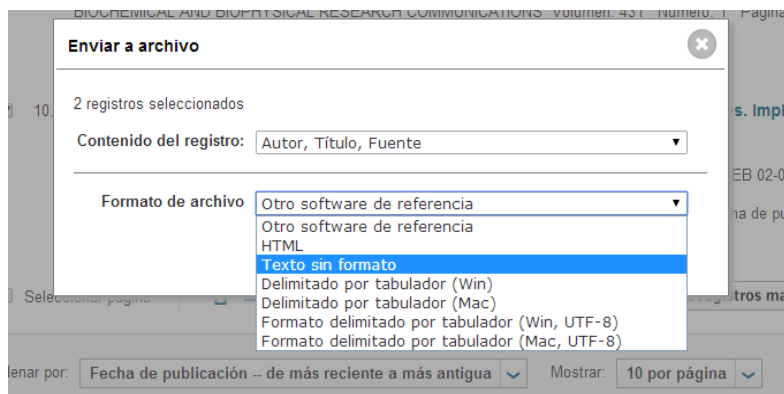 BIOCHEMICAL AND BIOPHYSICAL RESEARCH COMMUNICATIONS Volumen: 431 Número: 1 Página
Enviar a archivo
2 registros seleccionados
10.
s. Impl
Contenido del registro: Autor, Título, Fuente
EB 02-0
Formato de archivo Otro software de referencia
ha de pu
Otro software de referencia
HTML
Texto sin formato
Delimitado por tabulador (Win)
Seleccionar página
tros ma
Delimitado por tabulador (Mac)
Formato delimitado por tabulador (Win, UTF-8)
Formato delimitado por tabulador (Mac, UTF-8)
lenar por: Fecha de publicación -- de más reciente a más antigua Mostrar: 10 por página